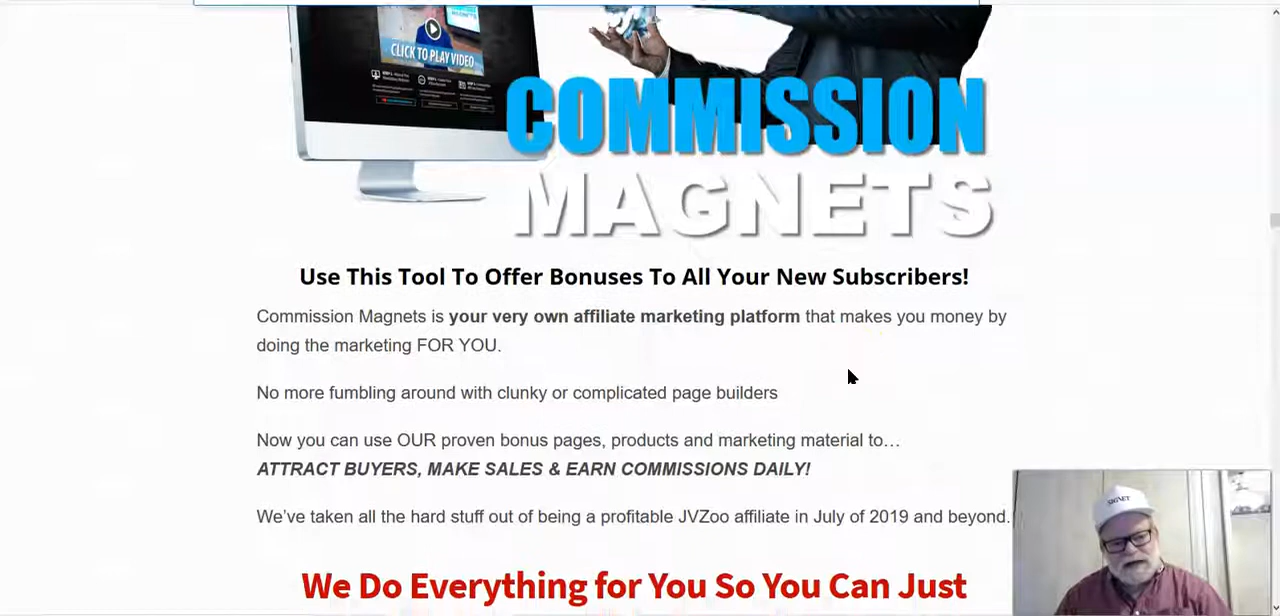 CLICK TO PLAY VIDEO
COMMISSION
MAGNETS
Use This Tool To Offer Bonuses To All Your New Subscribers!
Commission Magnets is your very own affiliate marketing platform that makes you money by
doing the marketing FOR YOU.
No more fumbling around with clunky or complicated page builders
Now you can use OUR proven bonus pages, products and marketing material to…
ATTRACT BUYERS, MAKE SALES & EARN COMMISSIONS DAILY!
We’ve taken all the hard stuff out of being a profitable JVZoo affiliate in July of 2019 and beyond.
We Do Everything for You So You Can Just